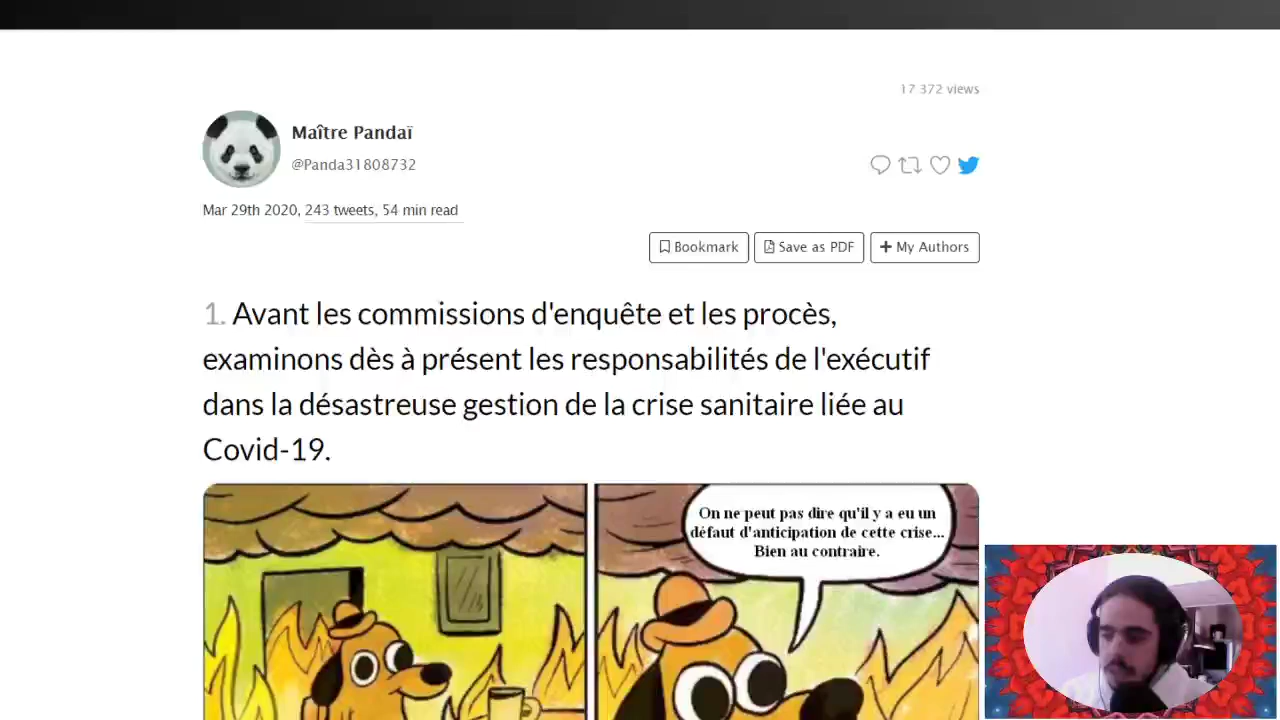 17 372 views
Maître Pandaï
@Panda31808732
Mar 29th 2020, 243 tweets, 54 min read
Bookmark
Save as PDF
My Authors
1. Avant les commissions d'enquête et les procès,
examinons dès à présent les responsabilités de l'exécutif
dans la désastreuse gestion de la crise sanitaire liée au
Covid-19.
On ne peut pas dire qu'il y a eu un
défaut d'anticipation de cette crise...
Bien au contraire.